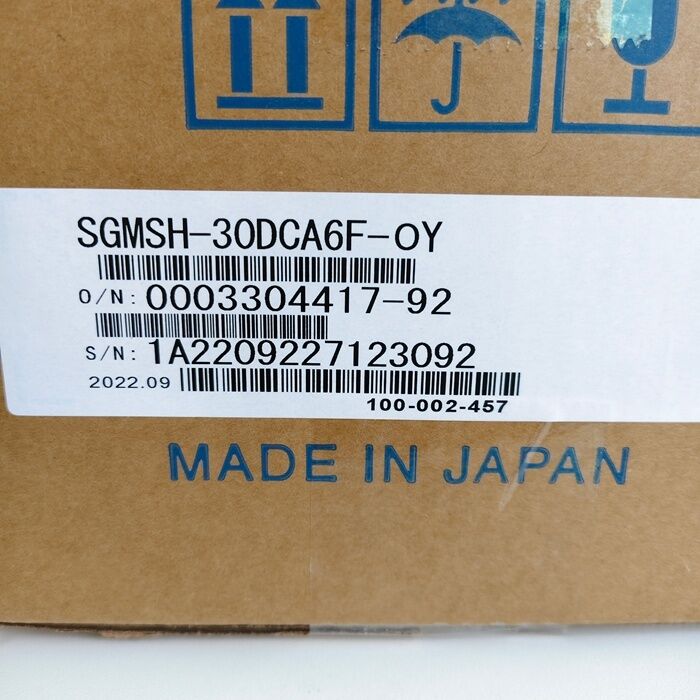 SGMSH-30DCA6F-OY
O/N: 0003304417-92
S/N: 1A2209227123092
2022.09
100-002-457
MADE IN JAPAN